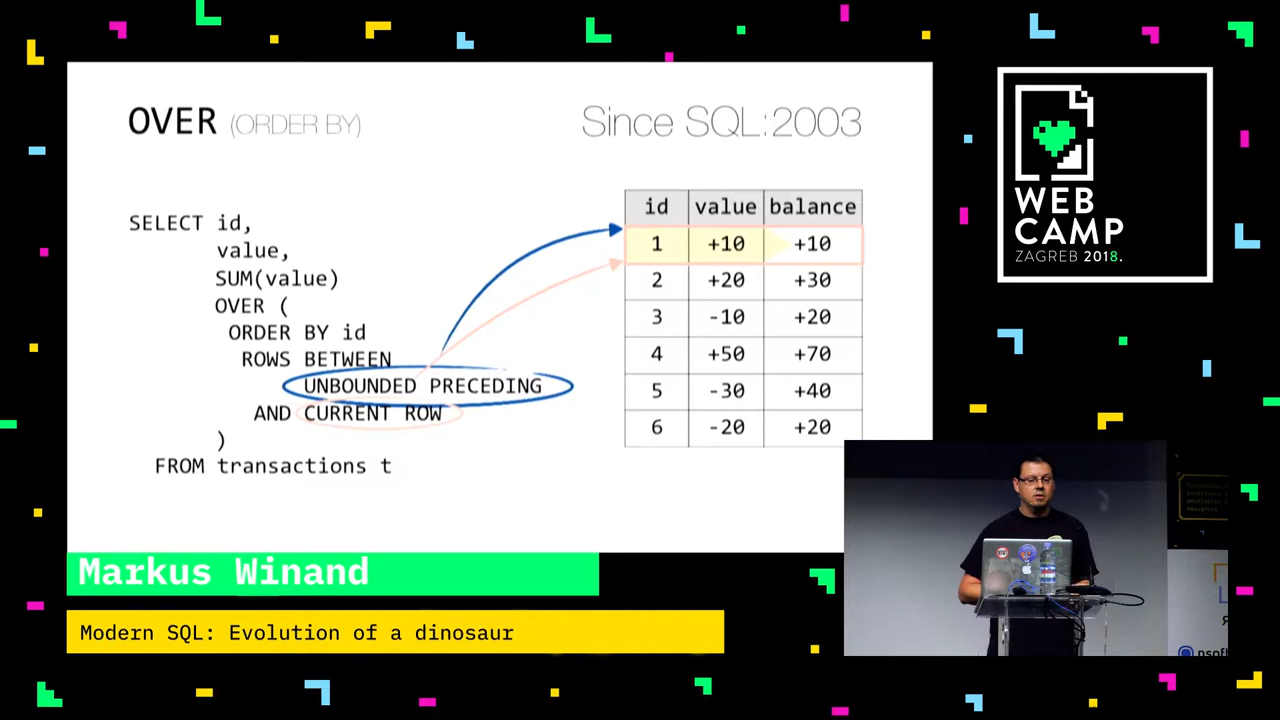 OVER (ORDER BY)
Since SQL:2003
SELECT id,
value,
SUM(value)
OVER (
ORDER BY id
ROWS BETWEEN
UNBOUNDED PRECEDING
AND CURRENT ROW
)
FROM transactions t
id value balance
1 +10 +10
2 +20 +30
3 -10 +20
4 +50 +70
5 -30 +40
6 -20 +20
WEB
CAMP
ZAGREB 2018.
Markus Winand
Modern SQL: Evolution of a dinosaur